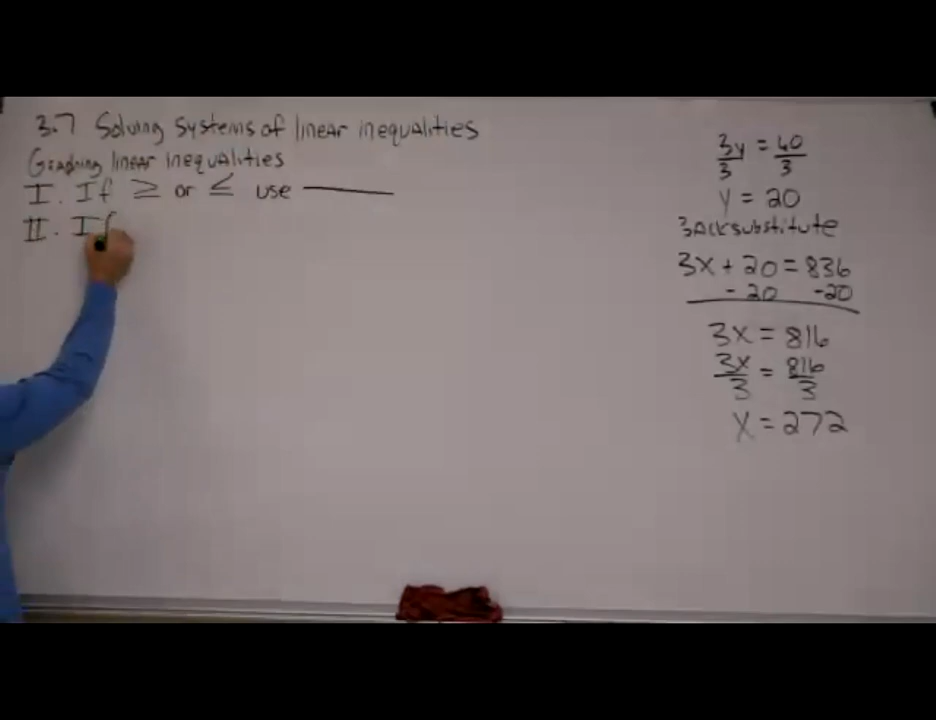 3.7 Solving Systems of linear inequalities
Graphing linear inequalities
I. If ≥ or ≤ use ———
II. If
3y/3 = 60/3
y = 20
Backsubstitute
3x + 20 = 836
- 20 -20
3x = 816
3x/3 = 816/3
x = 272